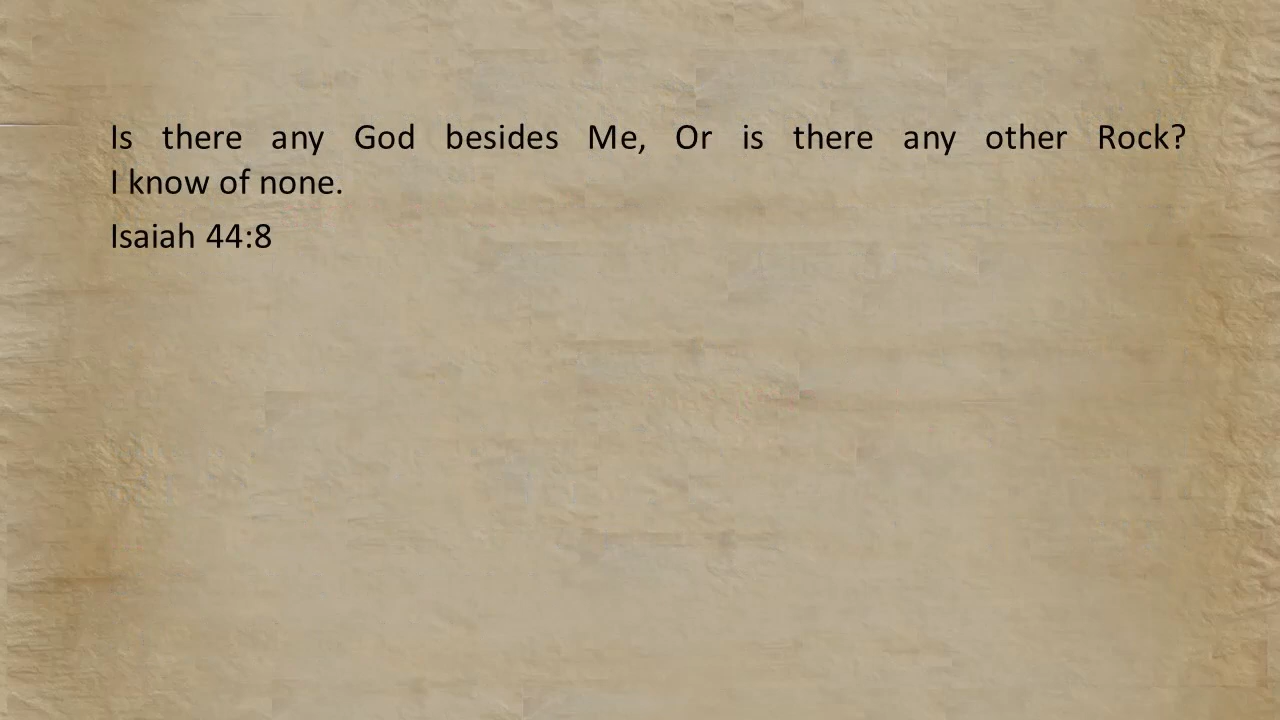 Is there any God besides Me, Or is there any other Rock?
I know of none.
Isaiah 44:8